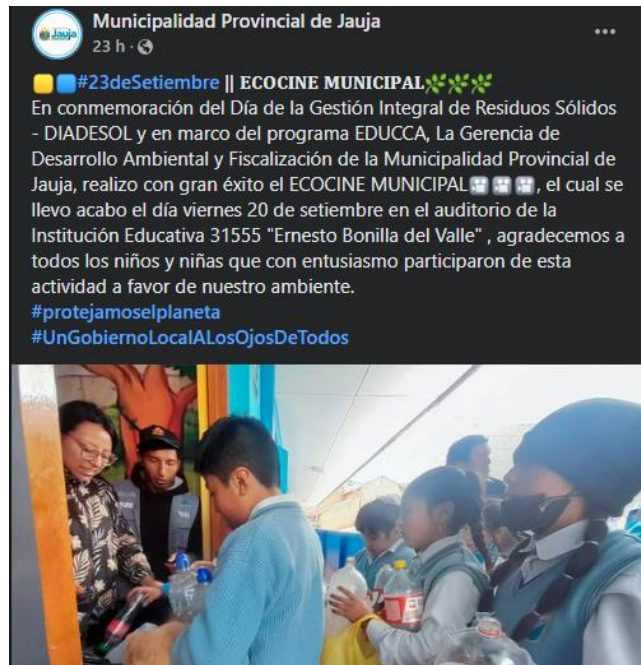 Jauja
Municipalidad Provincial de Jauja
23 h ·
#23deSetiembre || ECOCINE MUNICIPAL
En conmemoración del Día de la Gestión Integral de Residuos Sólidos
- DIADESOL y en marco del programa EDUCCA, La Gerencia de
Desarrollo Ambiental y Fiscalización de la Municipalidad Provincial de
Jauja, realizo con gran éxito el ECOCINE MUNICIPAL, el cual se
llevo acabo el día viernes 20 de setiembre en el auditorio de la
Institución Educativa 31555 "Ernesto Bonilla del Valle" , agradecemos a
todos los niños y niñas que con entusiasmo participaron de esta
actividad a favor de nuestro ambiente.
#protejamoselplaneta
#UnGobiernoLocalALosOjosDeTodos